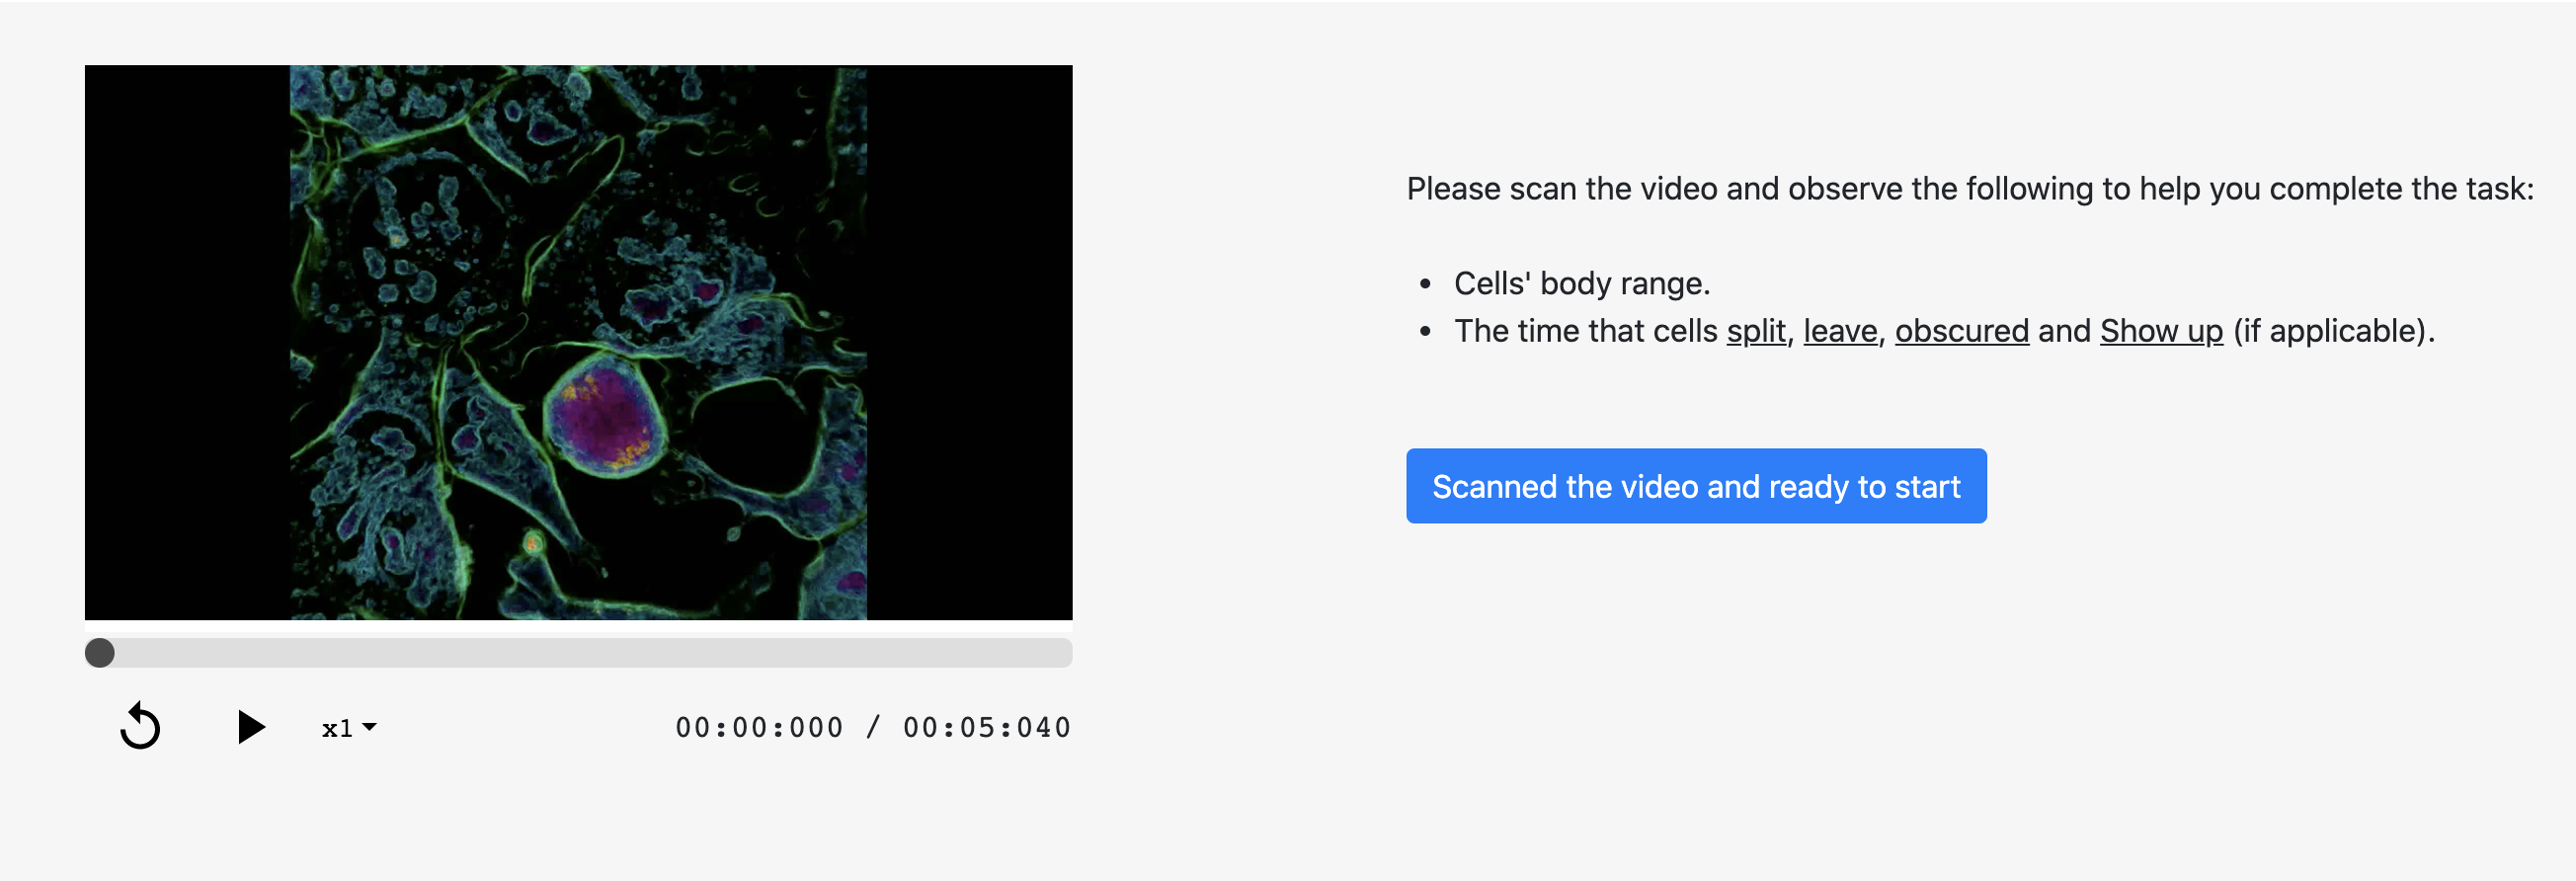 Please scan the video and observe the following to help you complete the task:
Cells' body range.
The time that cells split, leave, obscured and Show up (if applicable).
Scanned the video and ready to start
x1
00:00:000 / 00:05:040